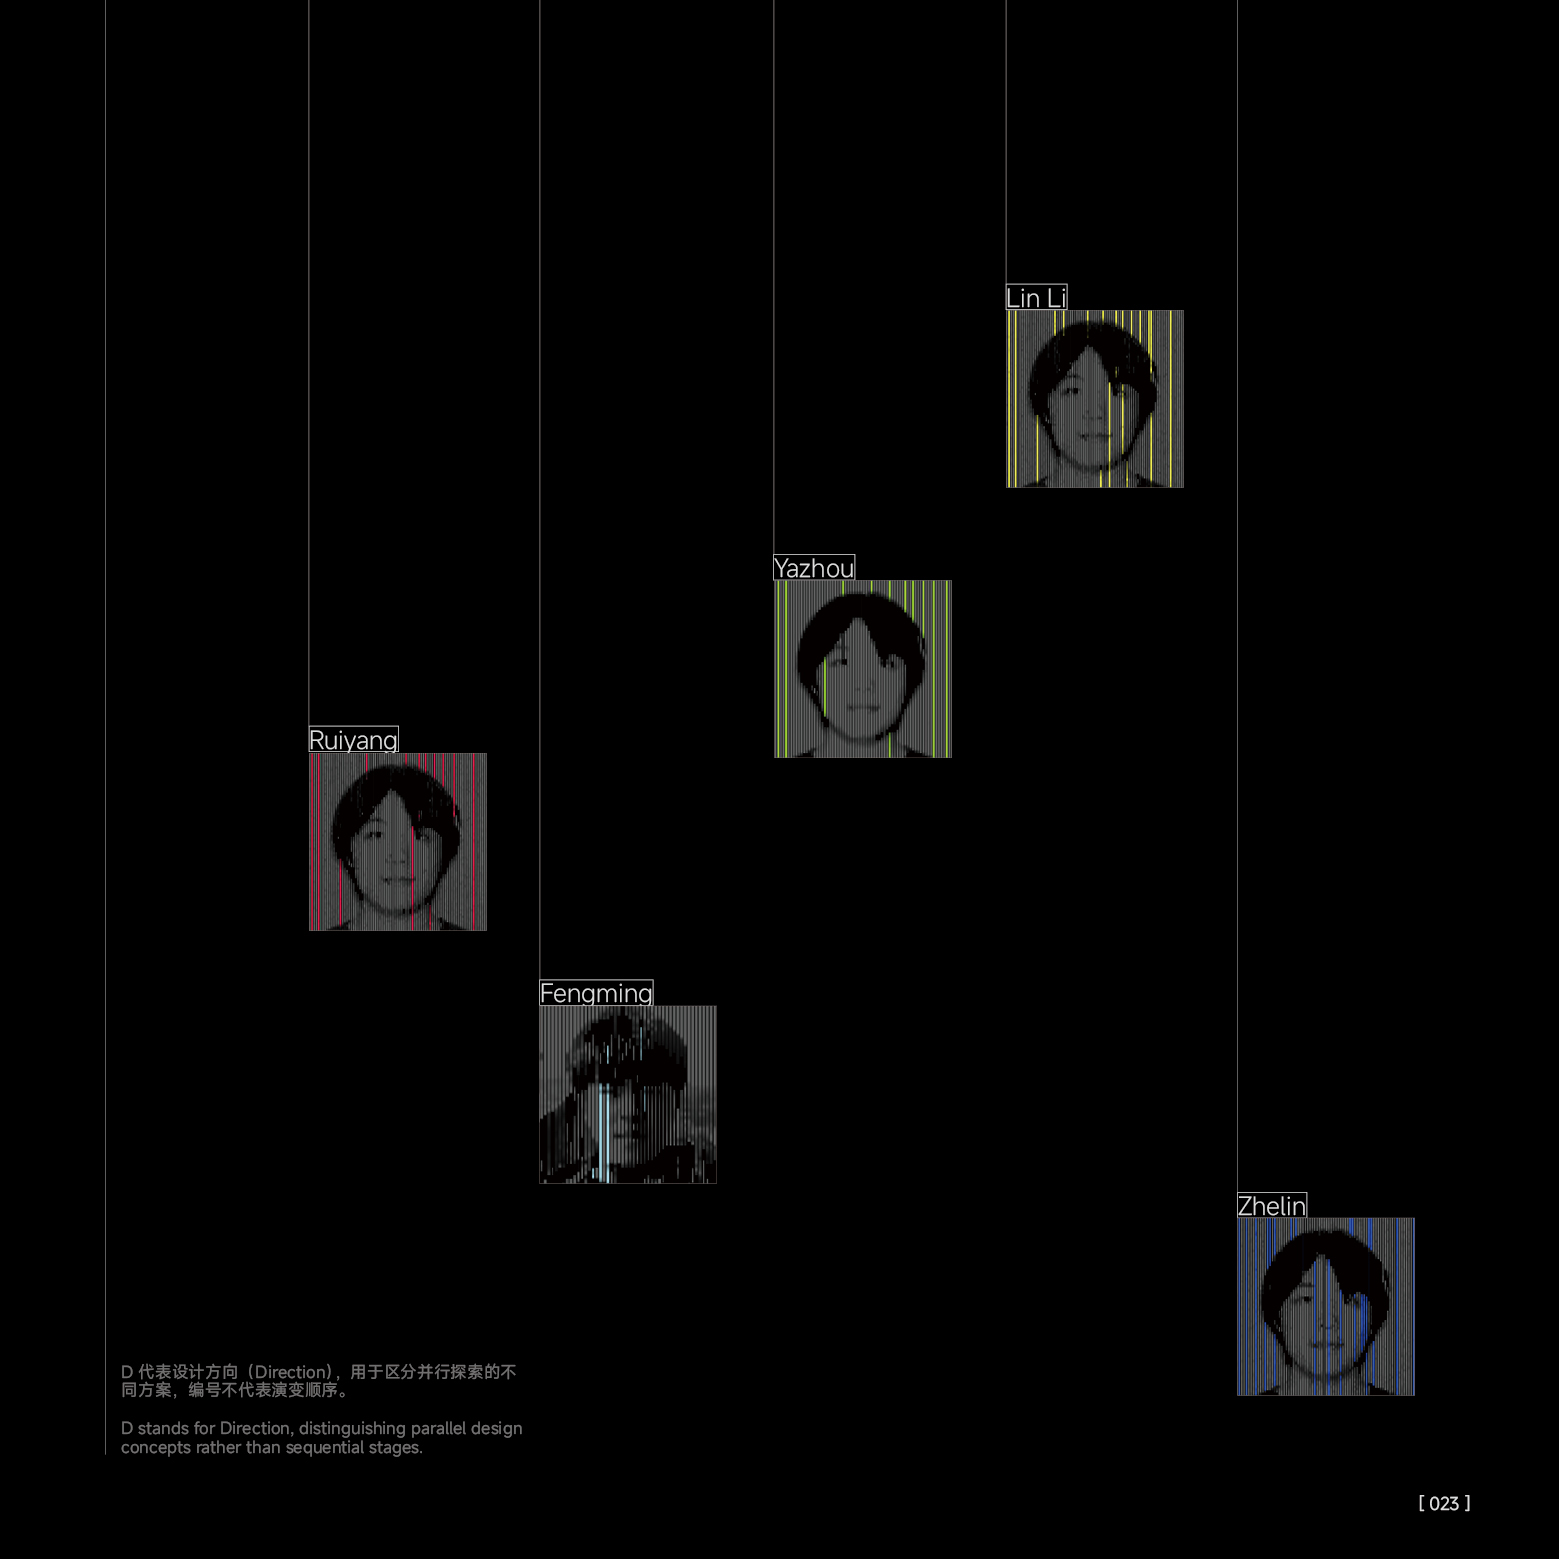 Lin Li
Yazhou
Ruiyang
Fengming
Zhelin
D 代表设计方向（Direction），用于区分并行探索的不
同方案，编号不代表演变顺序。
D stands for Direction, distinguishing parallel design
concepts rather than sequential stages.
[ 023 ]